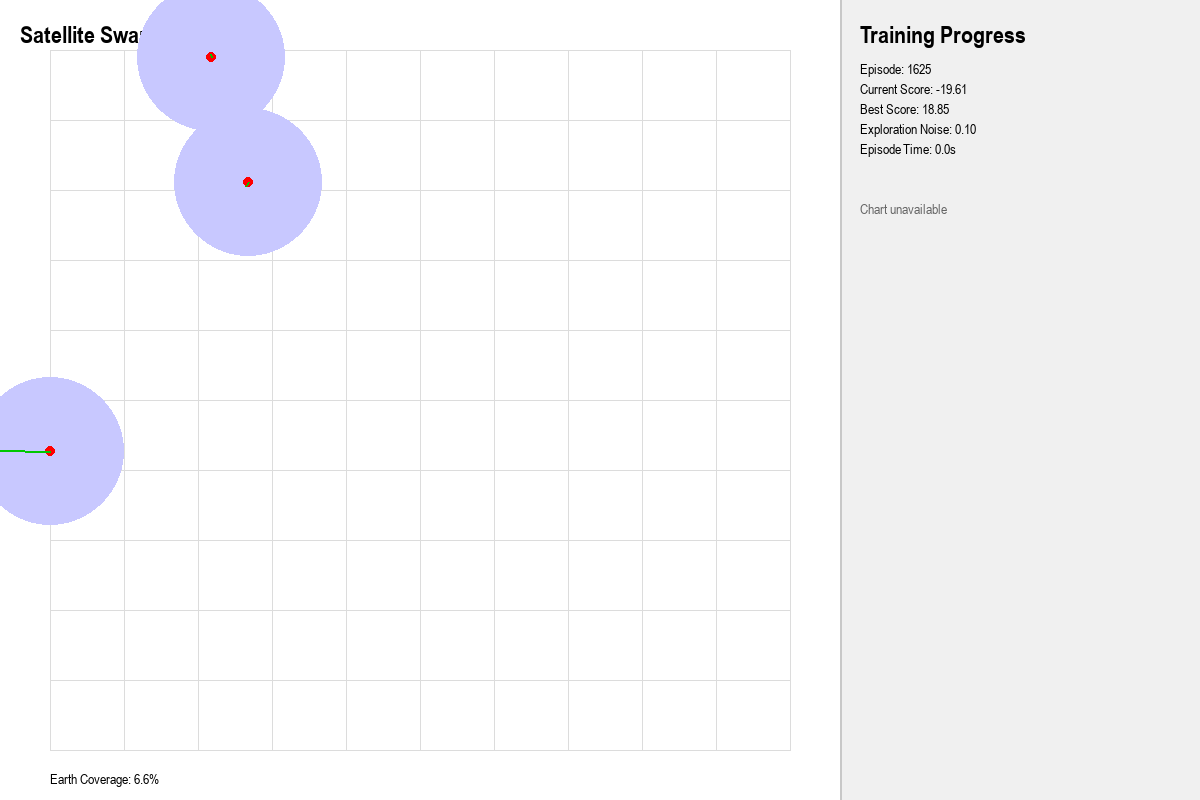 Satellite Swa
Training Progress
Episode: 1625
Current Score: -19.61
Best Score: 18.85
Exploration Noise: 0.10
Episode Time: 0.0s
Chart unavailable
Earth Coverage: 6.6%